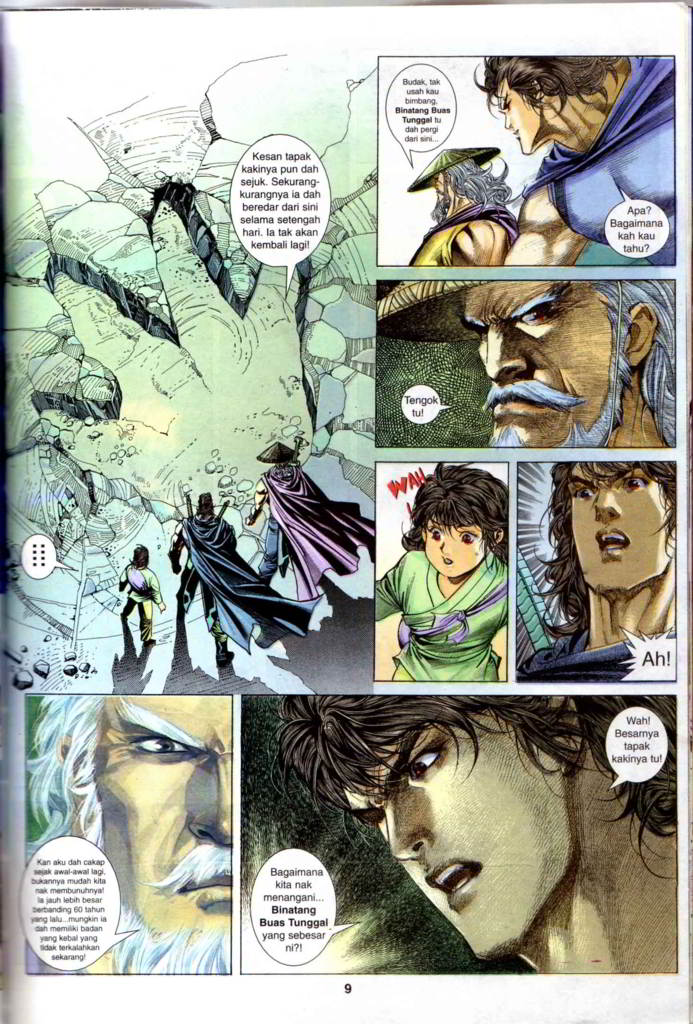 Budak, tak
usah kau
bimbang,
Binatang Buas
Tunggal tu
dah pergi
dari sini...
Apa?
Bagaimana
kah kau
tahu?
Kesan tapak
kakinya pun dah
sejuk. Sekurang-
kurangnya ia dah
beredar dari sini
selama setengah
hari. Ia tak akan
kembali lagi!
Tengok
tu!
WAH!
Ah!
Kan aku dah cakap
sejak awal-awal lagi,
bukannya mudah kita
nak membunuhnya!
Ia jauh lebih besar
berbanding 60 tahun
yang lalu...mungkin ia
dah memiliki badan
yang kebal yang
tidak terkalahkan
sekarang!
Wah!
Besarnya
tapak
kakinya tu!
Bagaimana
kita nak
menangani...
Binatang
Buas Tunggal
yang sebesar
ni?!
9